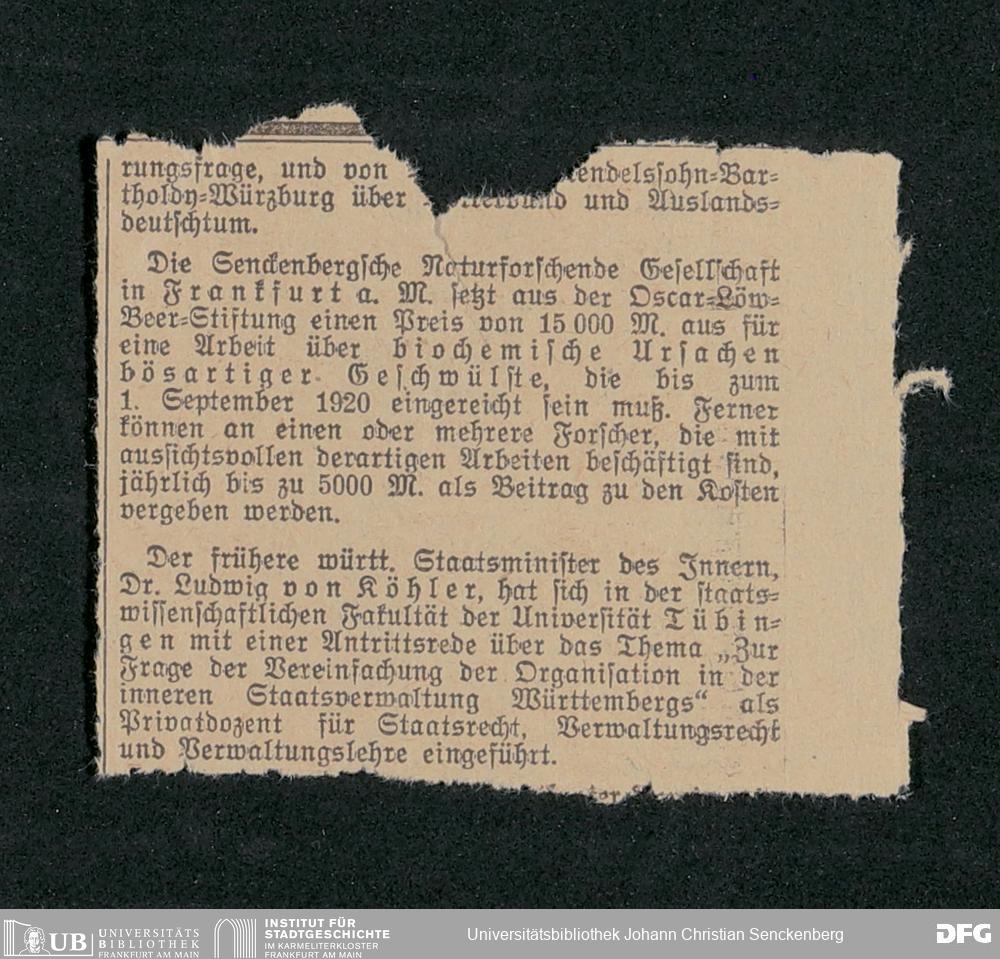 rungsfrage, und von endelssohn-Bar-
tholdy-Würzburg über und Auslands-
deutschtum.
Die Senckenbergsche Naturforschende Gesellschaft
in Frankfurt a. M. setzt aus der Oscar-Löw-
Beer-Stiftung einen Preis von 15 000 M. aus für
eine Arbeit über biochemische Ursachen
bösartiger Geschwülste, die bis zum
1. September 1920 eingereicht sein muß. Ferner
können an einen oder mehrere Forscher, die mit
aussichtsvollen derartigen Arbeiten beschäftigt sind,
jährlich bis zu 5000 M. als Beitrag zu den Kosten
vergeben werden.
Der frühere württ. Staatsminister des Innern,
Dr. Ludwig von Köhler, hat sich in der staats-
wissenschaftlichen Fakultät der Universität Tübin-
gen mit einer Antrittsrede über das Thema „Zur
Frage der Vereinfachung der Organisation in der
inneren Staatsverwaltung Württembergs“ als
Privatdozent für Staatsrecht, Verwaltungsrecht
und Verwaltungslehre eingeführt.
UB UNIVERSITÄTS
BIBLIOTHEK
FRANKFURT AM MAIN
INSTITUT FÜR
STADTGESCHICHTE
IM KARMELITERKLOSTER
FRANKFURT AM MAIN
Universitätsbibliothek Johann Christian Senckenberg
DFG